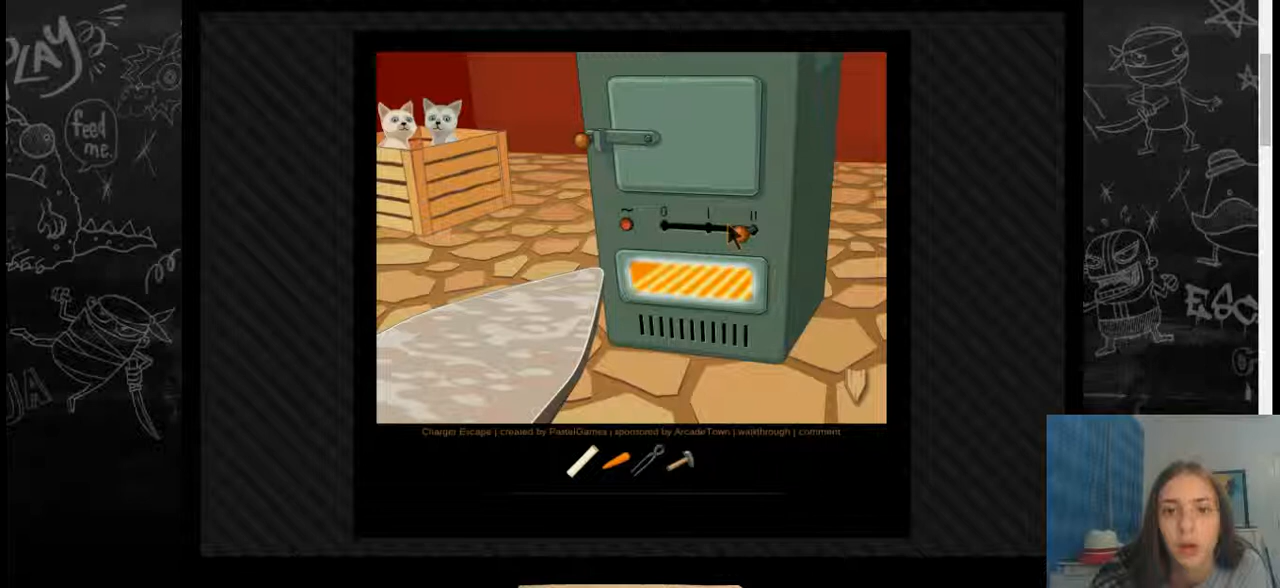 PLAY
feed
me.
0 I II
ESC
Charger Escape | created by PastelGames | sponsored by ArcadeTown | walkthrough | comment